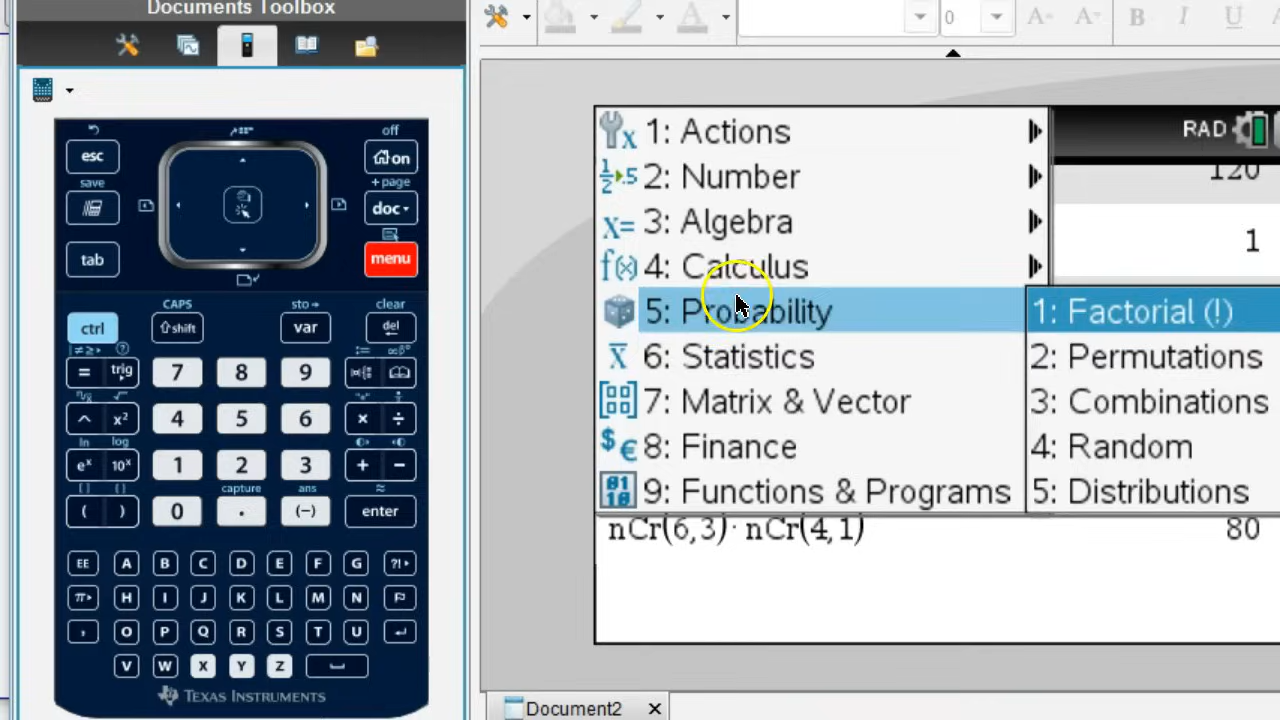 Documents Toolbox
0
B I U
off
esc
on
save
+ page
doc
tab
menu
CAPS
sto→
clear
ctrl
⇧shift
var
del
= trig 7 8 9
^ x² 4 5 6 × ÷
ln log
eˣ 10ˣ 1 2 3 + −
[ ] { } capture ans ≈
( ) 0 . (−) enter
EE A B C D E F G ?!▸
π▸ H I J K L M N
, O P Q R S T U
V W X Y Z
TEXAS INSTRUMENTS
1: Actions
2: Number
3: Algebra
4: Calculus
5: Probability
6: Statistics
7: Matrix & Vector
8: Finance
9: Functions & Programs
1: Factorial (!)
2: Permutations
3: Combinations
4: Random
5: Distributions
RAD
120
1
nCr(6,3)· nCr(4,1) 80
Document2